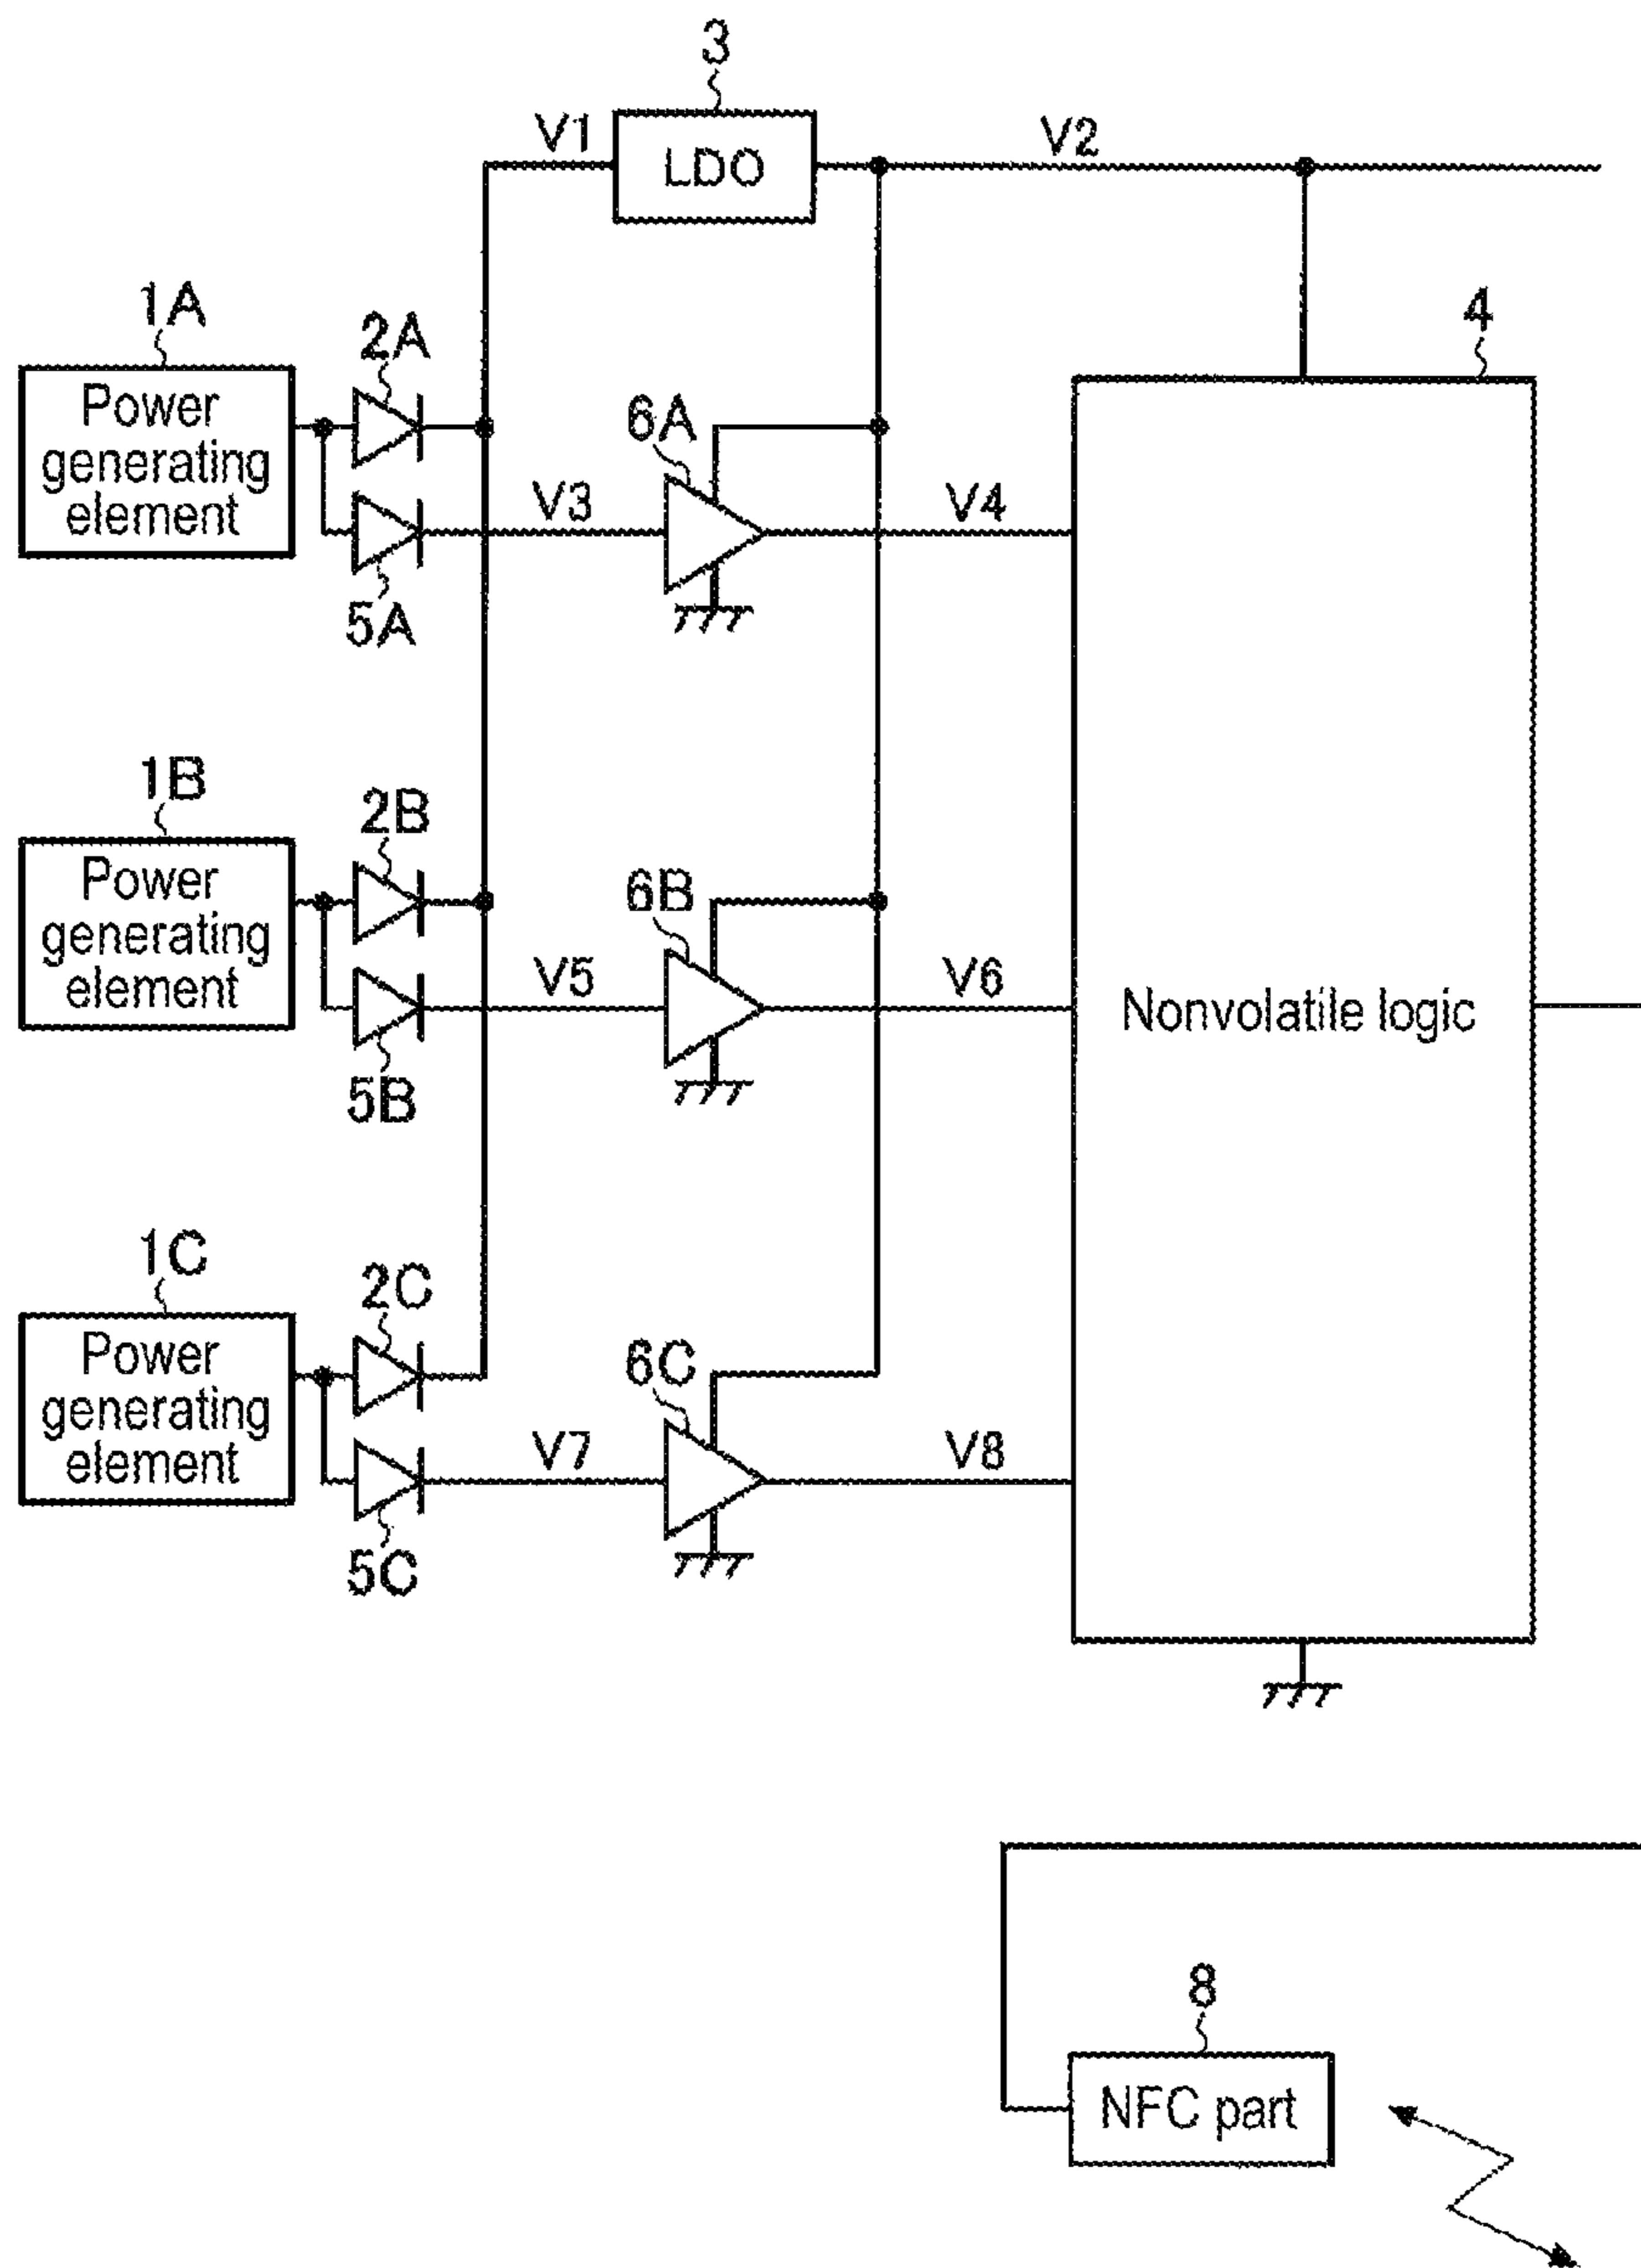 3
V1
LDO
V2
1A
2A
4
Power
generating
element
6A
V3
V4
5A
1B
2B
Power
generating
element
6B
V5
V6
Nonvolatile logic
5B
1C
2C
Power
generating
element
6C
V7
V8
5C
8
NFC part